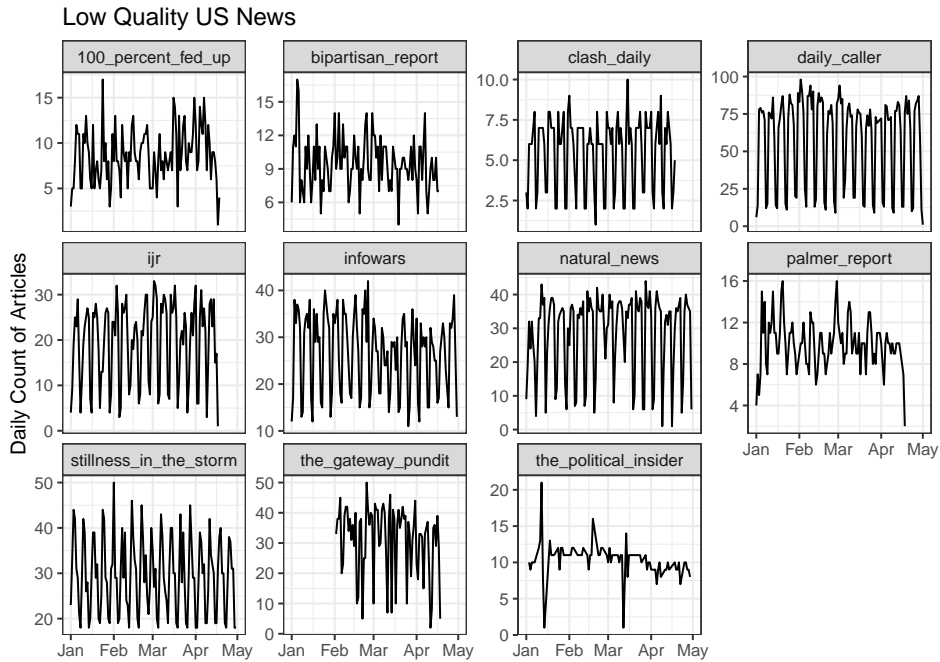 Low Quality US News
100_percent_fed_up bipartisan_report clash_daily daily_caller
15 10 5
15 12 9 6
10.0 7.5 5.0 2.5
100 75 50 25 0
ijr infowars natural_news palmer_report
30 20 10 0
40 30 20 10
40 30 20 10 0
16 12 8 4
Jan Feb Mar Apr May
stillness_in_the_storm the_gateway_pundit the_political_insider
50 40 30 20
50 40 30 20 10 0
20 15 10 5 0
Jan Feb Mar Apr May Jan Feb Mar Apr May Jan Feb Mar Apr May
Daily Count of Articles